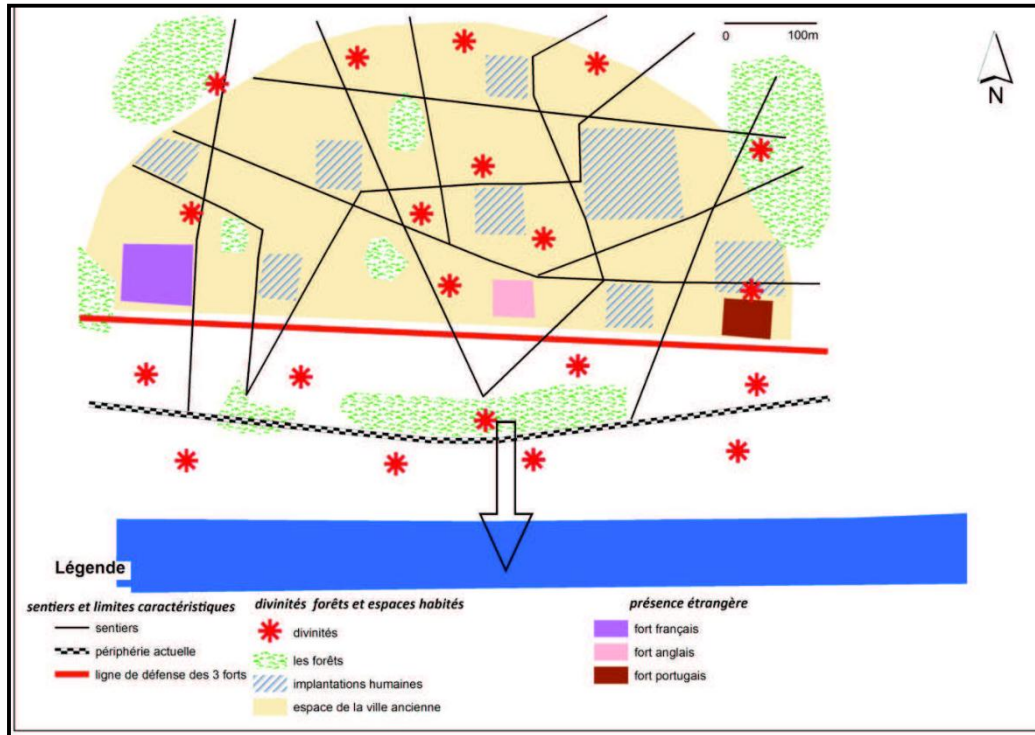 0 100m
N
Légende
sentiers et limites caractéristiques
sentiers
périphérie actuelle
ligne de défense des 3 forts
divinités forêts et espaces habités
divinités
les forêts
implantations humaines
espace de la ville ancienne
présence étrangère
fort français
fort anglais
fort portugais